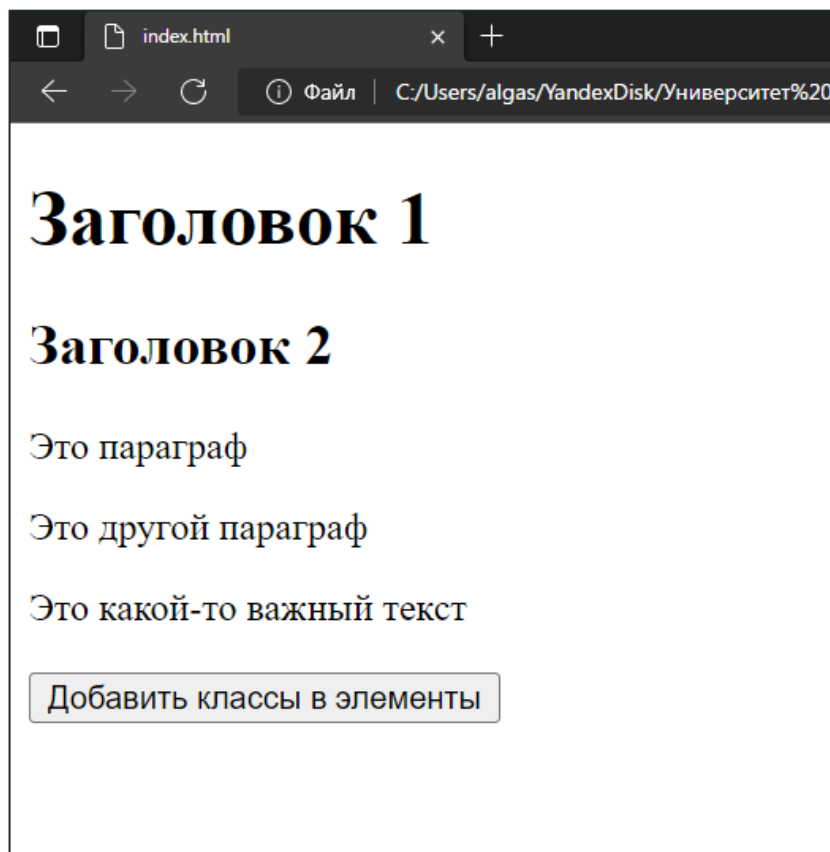 index.html
Файл | C:/Users/algas/YandexDisk/Университет%20
Заголовок 1
Заголовок 2
Это параграф
Это другой параграф
Это какой-то важный текст
Добавить классы в элементы